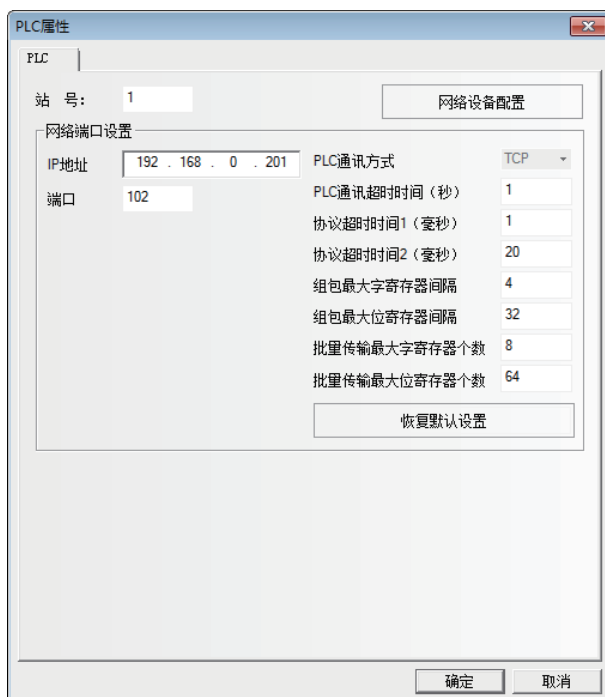 PLC属性
PLC
站 号： 1
网络设备配置
网络端口设置
IP地址 192 . 168 . 0 . 201
端口 102
PLC通讯方式 TCP
PLC通讯超时时间（秒） 1
协议超时时间1（毫秒） 1
协议超时时间2（毫秒） 20
组包最大字寄存器间隔 4
组包最大位寄存器间隔 32
批量传输最大字寄存器个数 8
批量传输最大位寄存器个数 64
恢复默认设置
确定 取消